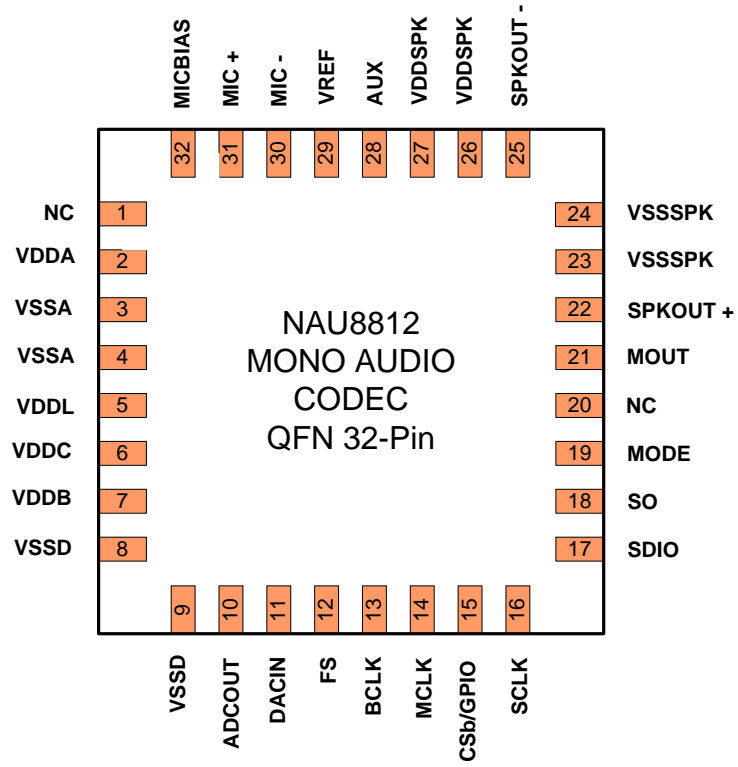 MICBIAS
MIC +
MIC -
VREF
AUX
VDDSPK
VDDSPK
SPKOUT -
32
31
30
29
28
27
26
25
NC 1
VDDA 2
VSSA 3
VSSA 4
VDDL 5
VDDC 6
VDDB 7
VSSD 8
NAU8812
MONO AUDIO
CODEC
QFN 32-Pin
24 VSSSPK
23 VSSSPK
22 SPKOUT +
21 MOUT
20 NC
19 MODE
18 SO
17 SDIO
9
10
11
12
13
14
15
16
VSSD
ADCOUT
DACIN
FS
BCLK
MCLK
CSb/GPIO
SCLK